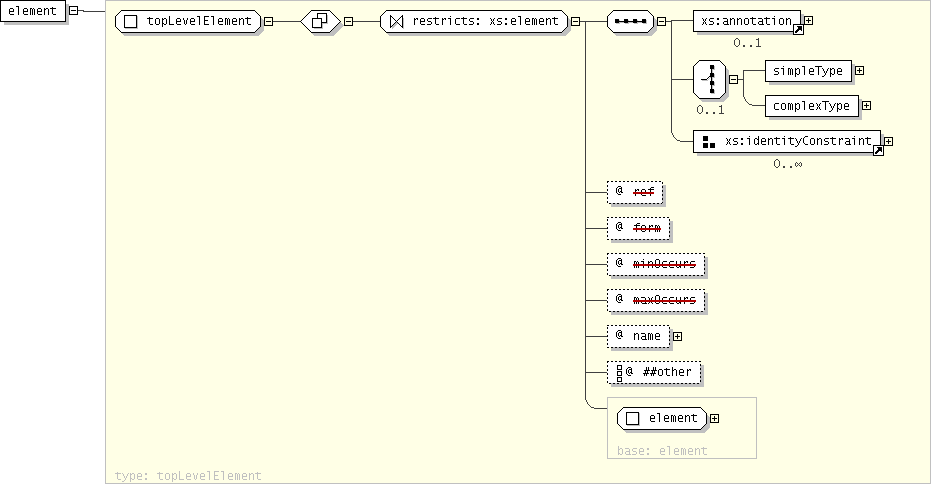 element
topLevelElement
restricts: xs:element
xs:annotation
0..1
simpleType
complexType
0..1
xs:identityConstraint
0..∞
@ ref
@ form
@ minOccurs
@ maxOccurs
@ name
@ ##other
element
base: element
type: topLevelElement